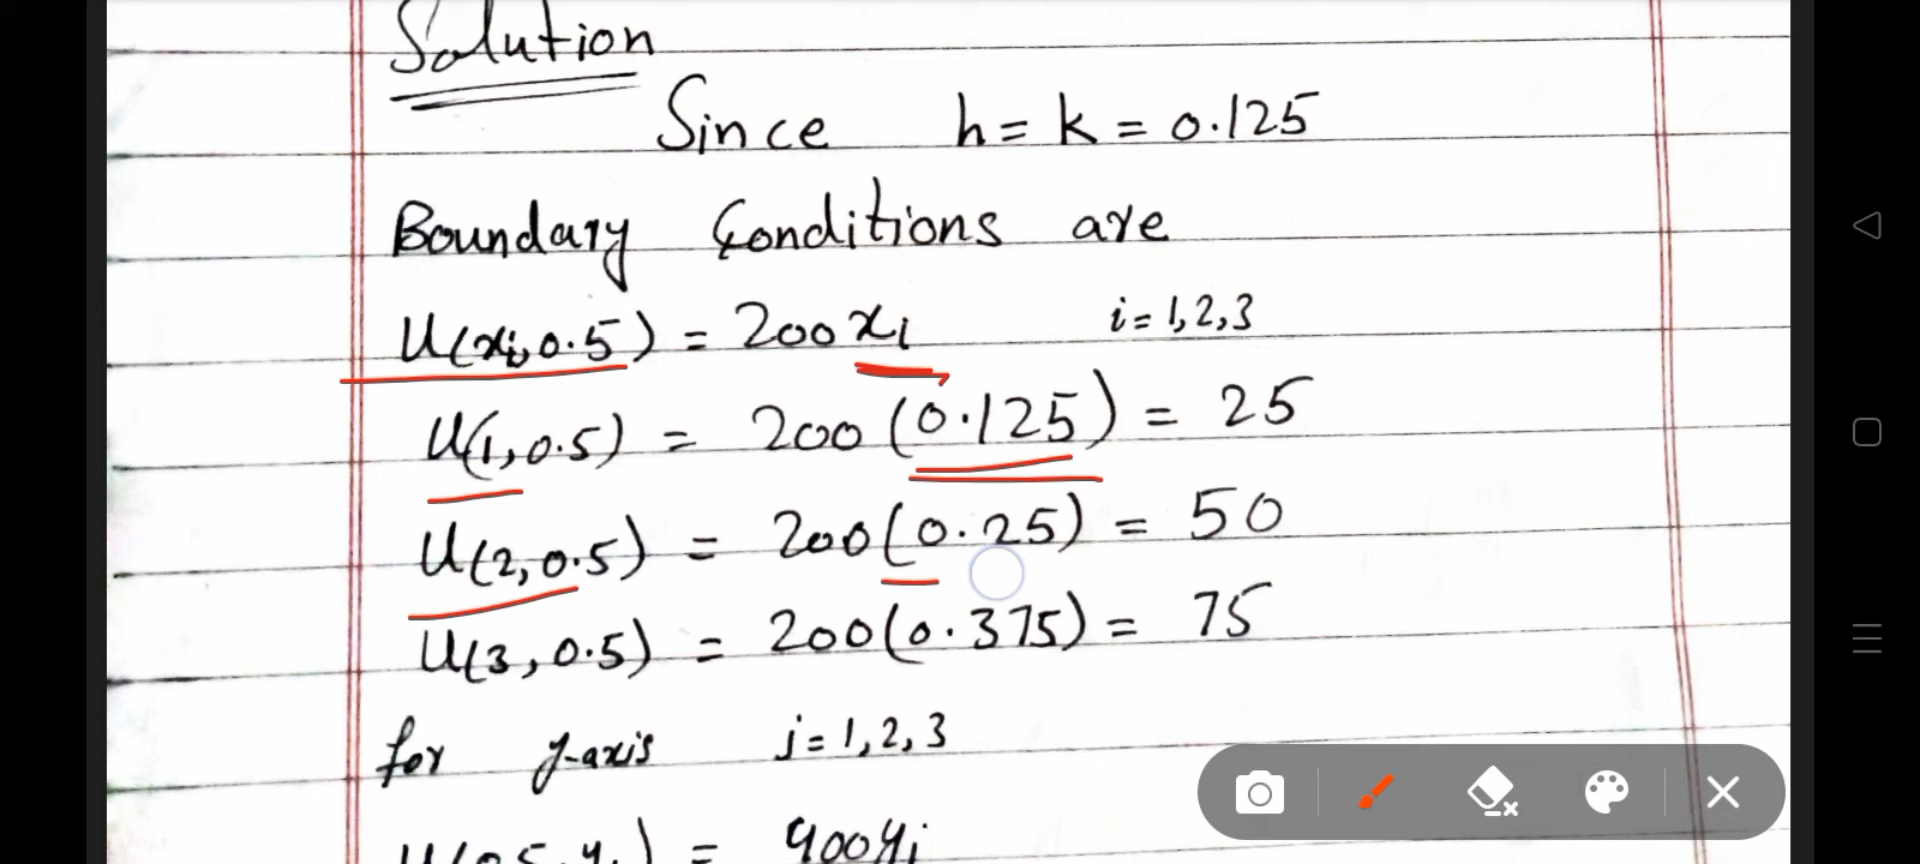 Solution
Since h = k = 0.125
Boundary Conditions are
U(xi, 0.5) = 200xi i = 1, 2, 3
U(1, 0.5) = 200 (0.125) = 25
U(2, 0.5) = 200(0.25) = 50
U(3, 0.5) = 200(0.375) = 75
for y-axis j = 1, 2, 3